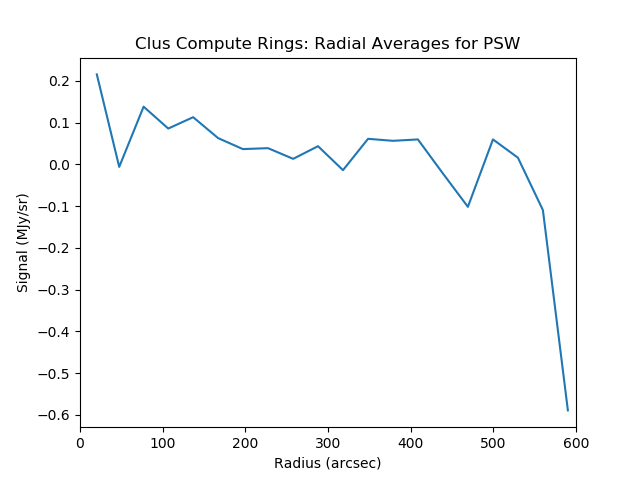 Clus Compute Rings: Radial Averages for PSW
Signal (MJy/sr)
0.2
0.1
0.0
−0.1
−0.2
−0.3
−0.4
−0.5
−0.6
0 100 200 300 400 500 600
Radius (arcsec)